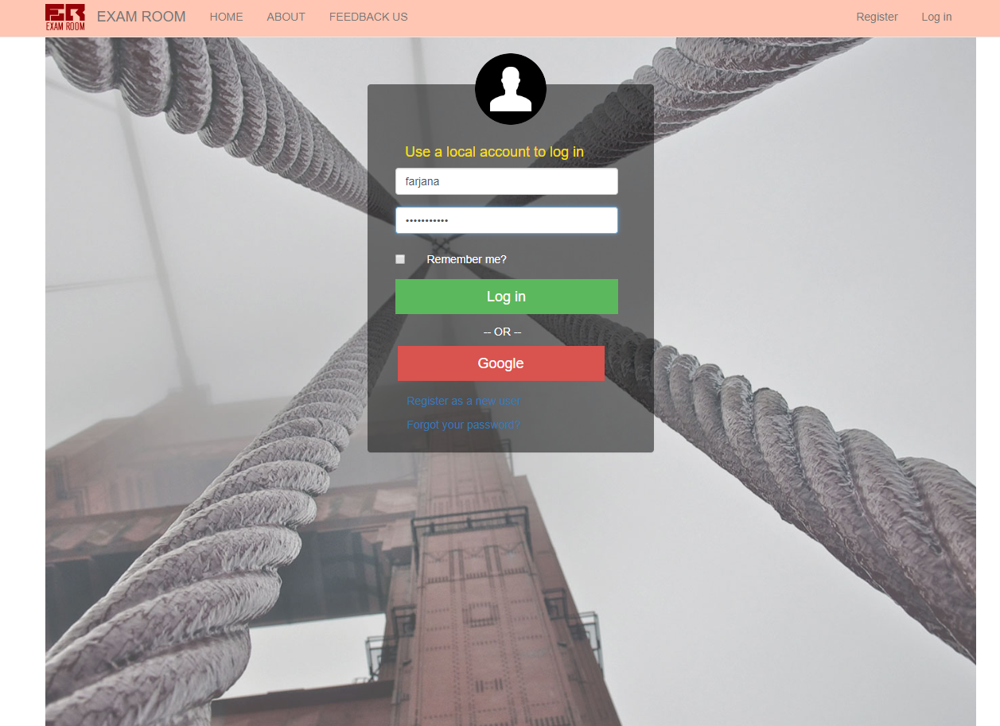 ER EXAM ROOM HOME ABOUT FEEDBACK US Register Log in
EXAM ROOM
Use a local account to log in
farjana
•••••••••••
Remember me?
Log in
-- OR --
Google
Register as a new user
Forgot your password?